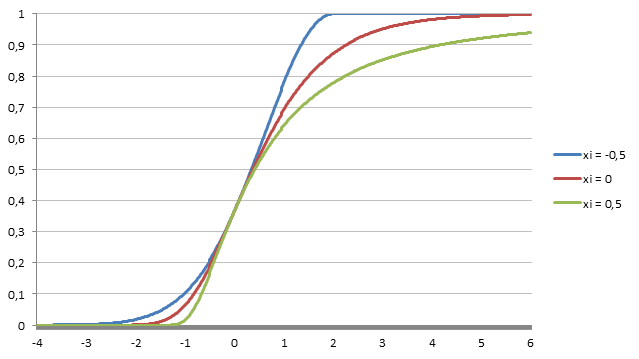 1
0,9
0,8
0,7
0,6
0,5
0,4
0,3
0,2
0,1
0
-4 -3 -2 -1 0 1 2 3 4 5 6
xi = -0,5
xi = 0
xi = 0,5